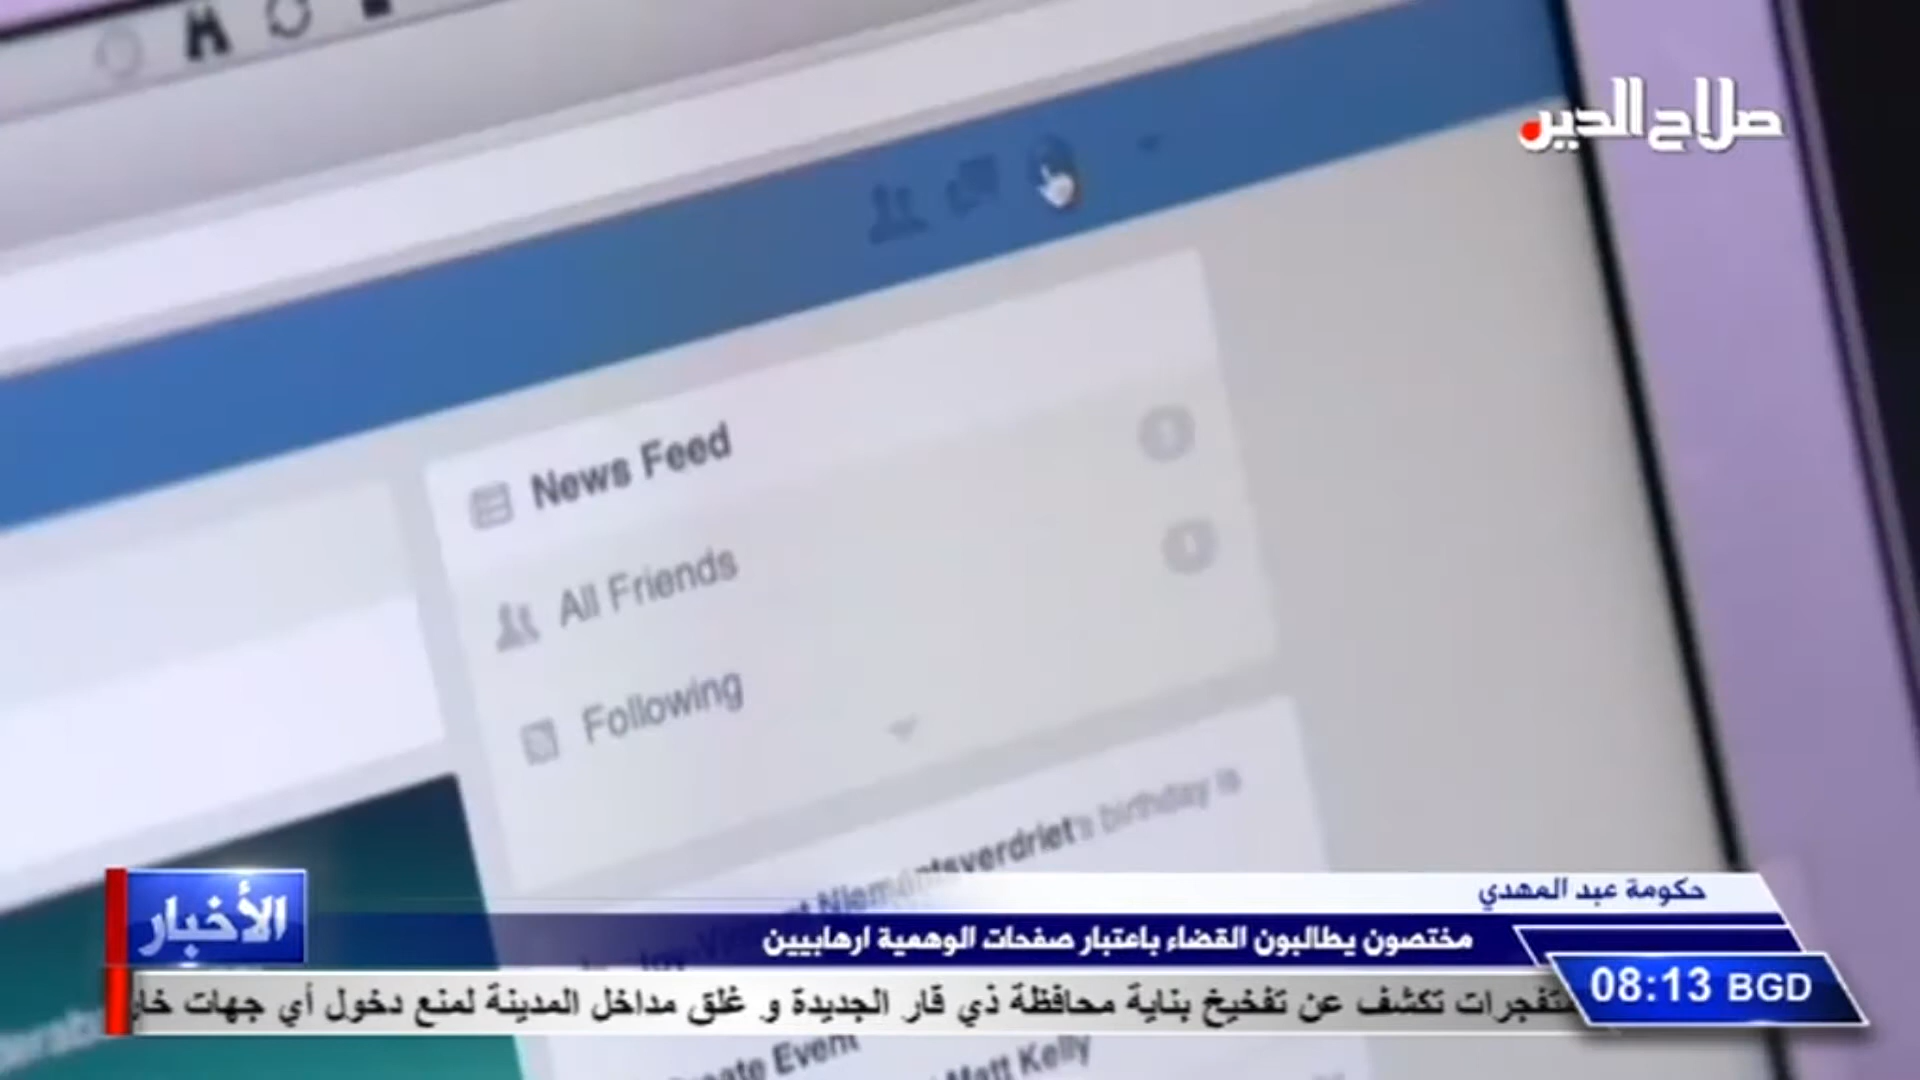 صلاح الدين
News Feed
All Friends
Following
's birthday is
Event
Matt Kelly
حكومة عبد المهدي
مختصون يطالبون القضاء باعتبار صفحات الوهمية ارهابيين
الأخبار
08:13 BGD
تكشف عن تفخيخ بناية محافظة ذي قار الجديدة و غلق مداخل المدينة لمنع دخول أي جهات